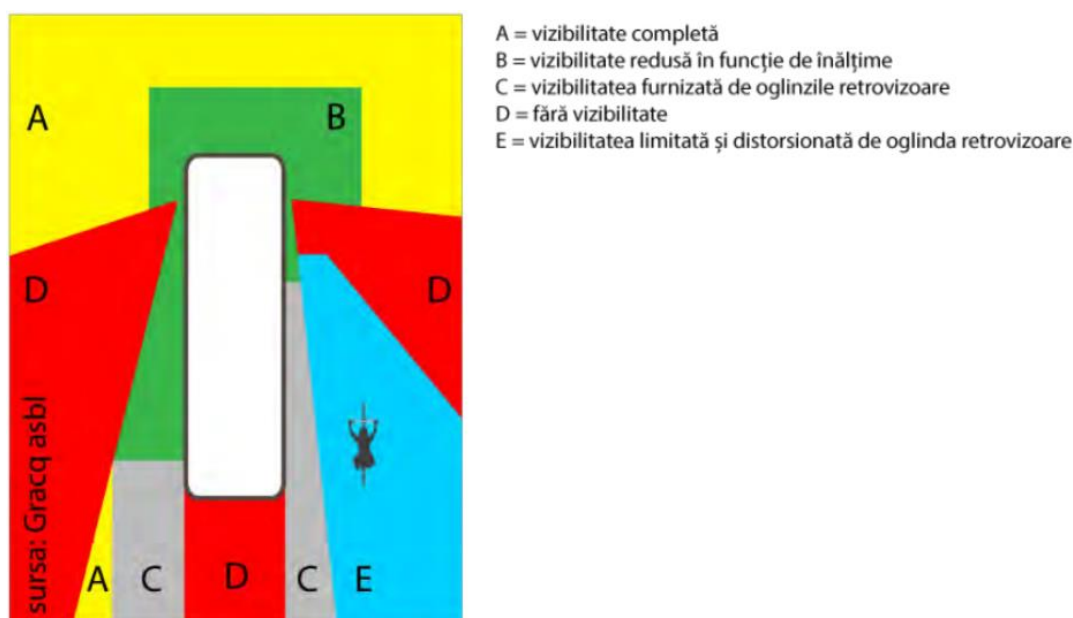 A
B
D
D
A
C
D
C
E
sursa: Gracq asbl
A = vizibilitate completă
B = vizibilitate redusă în funcție de înălțime
C = vizibilitatea furnizată de oglinzile retrovizoare
D = fără vizibilitate
E = vizibilitatea limitată și distorsionată de oglinda retrovizoare